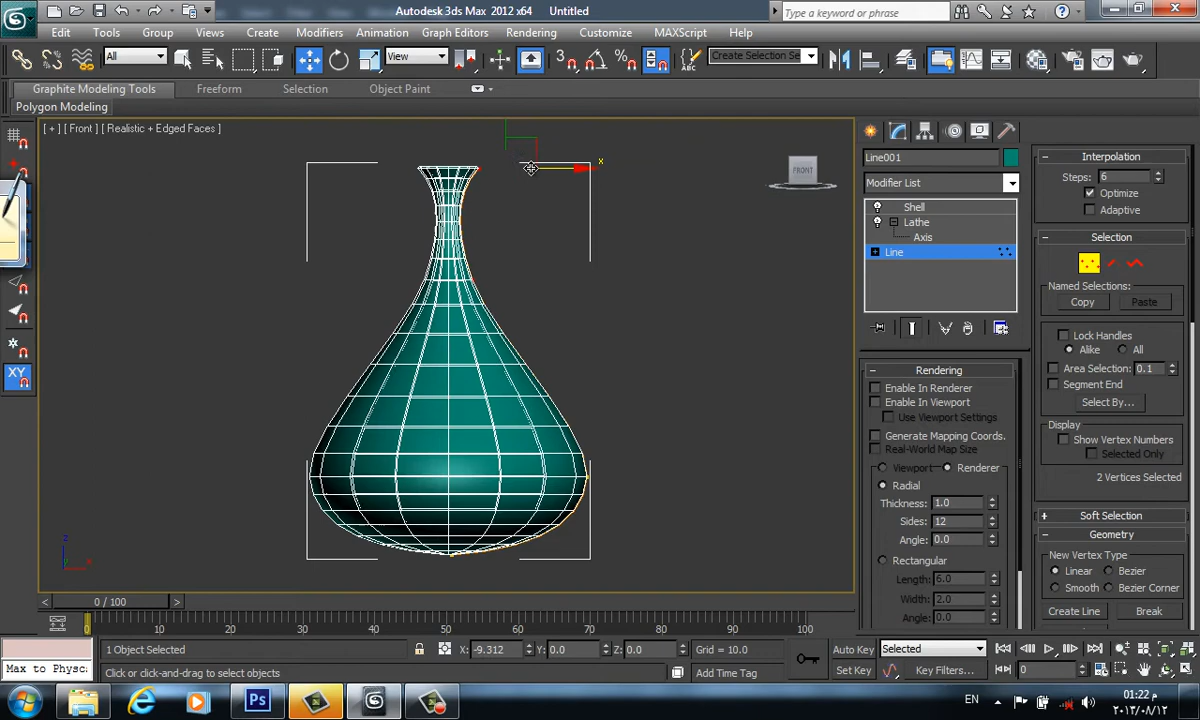 Autodesk 3ds Max 2012 x64 Untitled
Type a keyword or phrase
Edit Tools Group Views Create Modifiers Animation Graph Editors Rendering Customize MAXScript Help
All View 3 Create Selection Se
Graphite Modeling Tools Freeform Selection Object Paint
Polygon Modeling
[ + ] [ Front ] [ Realistic + Edged Faces ]
x
FRONT
z
x
XY
Line001
Modifier List
Shell
Lathe
Axis
Line
Rendering
Enable In Renderer
Enable In Viewport
Use Viewport Settings
Generate Mapping Coords.
Real-World Map Size
Viewport Renderer
Radial
Thickness: 1.0
Sides: 12
Angle: 0.0
Rectangular
Length: 6.0
Width: 2.0
Angle: 0.0
Interpolation
Steps: 6
Optimize
Adaptive
Selection
Named Selections:
Copy Paste
Lock Handles
Alike All
Area Selection: 0.1
Segment End
Select By...
Display
Show Vertex Numbers
Selected Only
2 Vertices Selected
Soft Selection
Geometry
New Vertex Type
Linear Bezier
Smooth Bezier Corner
Create Line Break
0 / 100
0 10 20 30 40 50 60 70 80 90 100
1 Object Selected X: -9.312 Y: 0.0 Z: 0.0 Grid = 10.0 Auto Key Selected
Max to Physc Click or click-and-drag to select objects Add Time Tag Set Key Key Filters... 0
Ps EN
01:22 م
٢٠١٣/٠٨/١٢